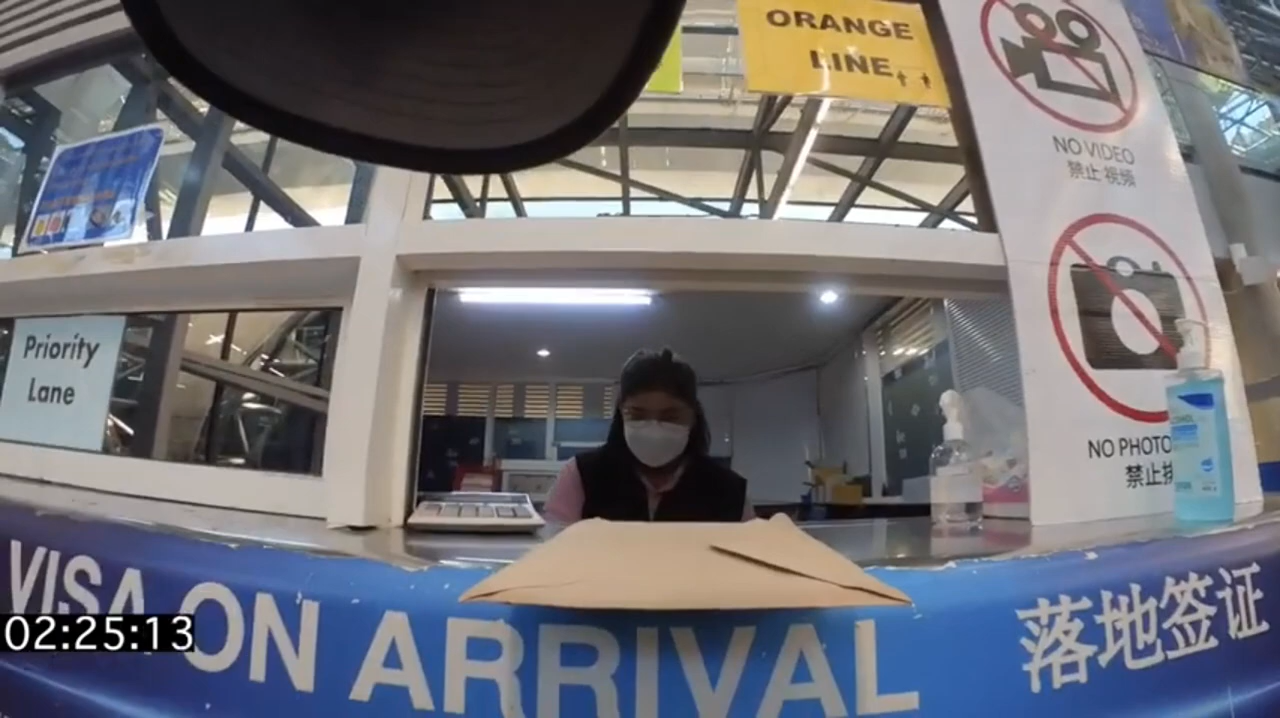 ORANGE
LINE
NO VIDEO
禁止 视频
Priority
Lane
NO PHOTO
禁止
VISA ON ARRIVAL
落地签证
02:25:13